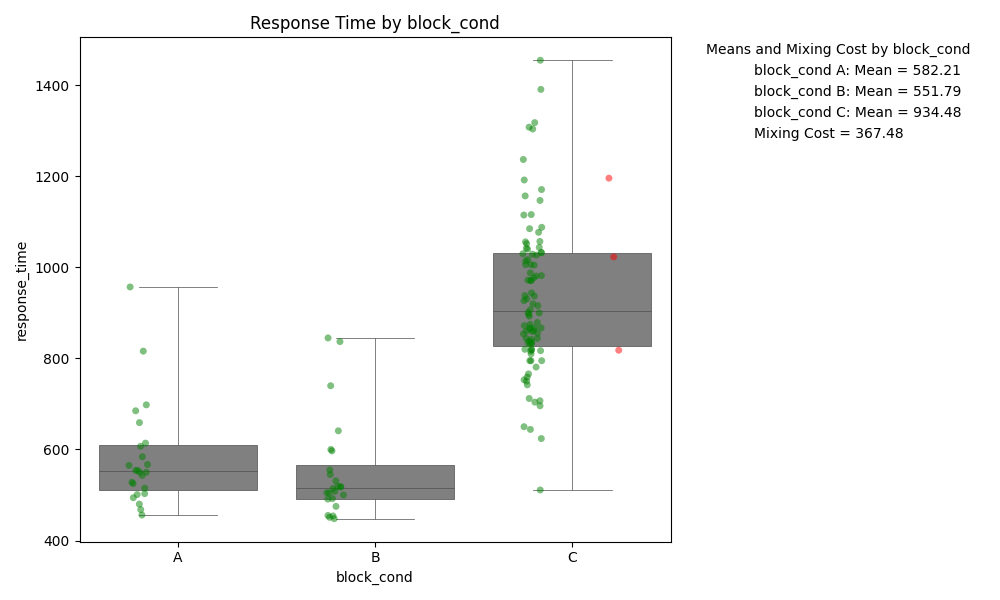 Response Time by block_cond
Means and Mixing Cost by block_cond
block_cond A: Mean = 582.21
block_cond B: Mean = 551.79
block_cond C: Mean = 934.48
Mixing Cost = 367.48
response_time
1400
1200
1000
800
600
400
A
B
C
block_cond